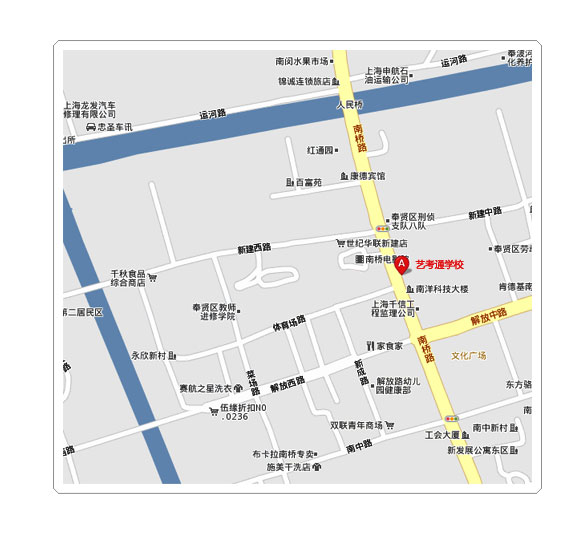 南闵水果市场
运河路
奉浦河
化养护
上海申航石
油运输公司
锦诚连锁旅店
人民桥
上海龙发汽车
修理有限公司
运河路
忠圣车讯
出所
南桥路
红通园
百富苑
康德宾馆
奉贤区刑侦
支队八队
新建中路
世纪华联新建店
新建西路
奉贤区劳动
南桥电影院
A
艺考通学校
千秋食品
综合商店
南洋科技大楼
肯德基南
奉贤区教师
进修学院
上海千信工
程监理公司
第二居民区
体育场路
解放中路
南桥路
永欣新村
家食家
文化广场
新成路
菜场路
赛航之星洗衣
解放西路
解放路幼儿
园健康部
东方骆
伍缘折扣NO
.0236
南
双联青年商场
南中新村
工会大厦
南中路
新发展公寓东区
布卡拉南桥专卖
施美干洗店